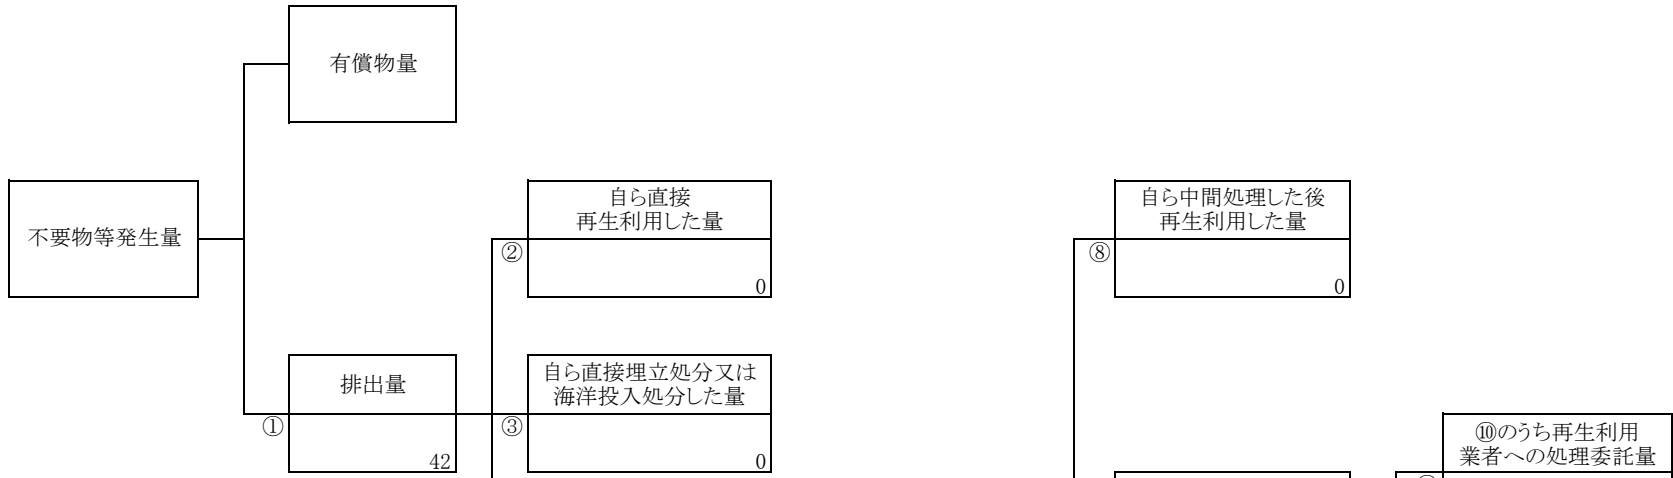 有償物量
不要物等発生量
自ら直接
再生利用した量
②
0
自ら中間処理した後
再生利用した量
⑧
0
排出量
①
42
自ら直接埋立処分又は
海洋投入処分した量
③
0
⑩のうち再生利用
業者への処理委託量